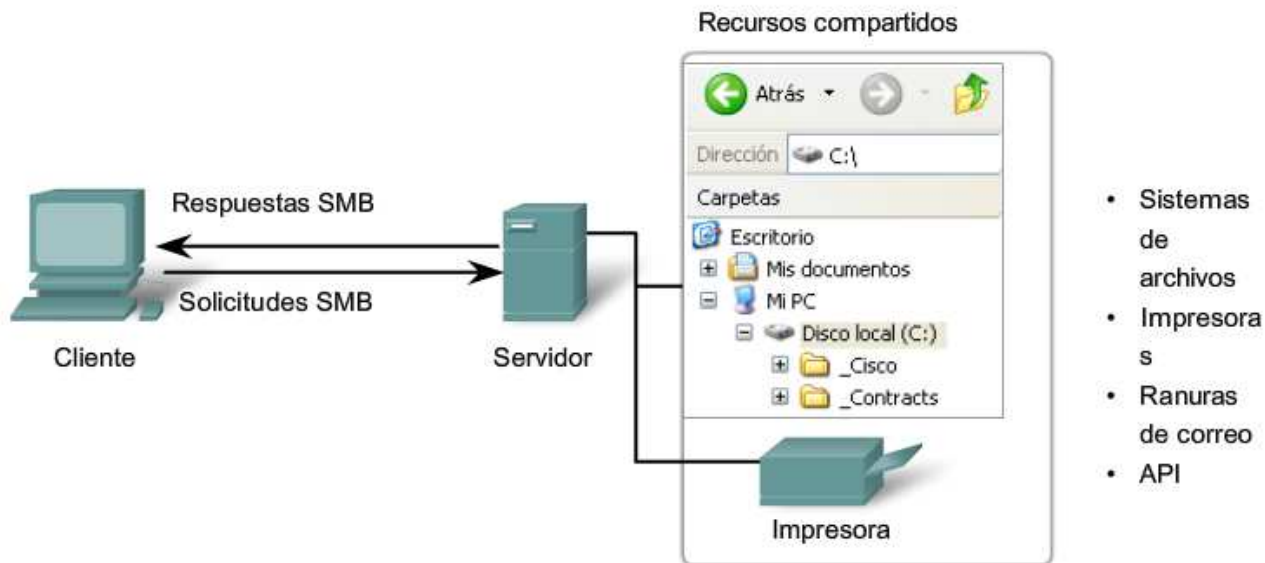 Recursos compartidos
Atrás
Dirección C:\
Carpetas
Escritorio
Mis documentos
Mi PC
Disco local (C:)
_Cisco
_Contracts
Respuestas SMB
Solicitudes SMB
Cliente
Servidor
Impresora
• Sistemas
de
archivos
• Impresora
s
• Ranuras
de correo
• API